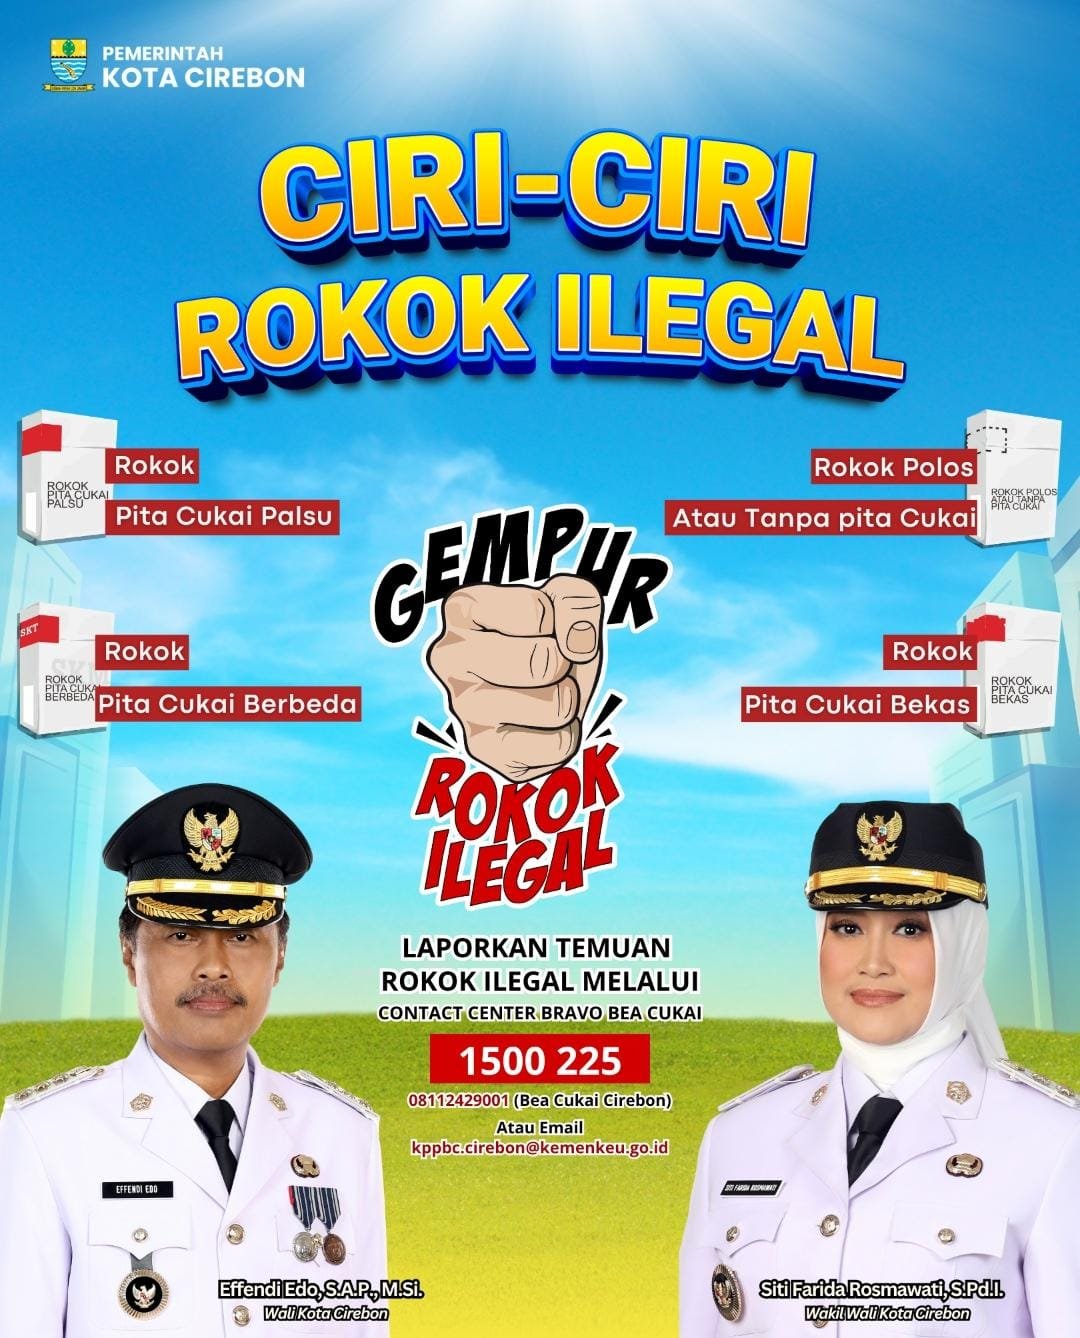 PEMERINTAH
KOTA CIREBON
CIRI-CIRI
ROKOK ILEGAL
ROKOK
PITA CUKAI
PALSU
Rokok
Pita Cukai Palsu
Rokok Polos
Atau Tanpa pita Cukai
ROKOK POLOS
ATAU TANPA
PITA CUKAI
SKT
ROKOK
PITA CUKAI
BERBEDA
Rokok
Pita Cukai Berbeda
Rokok
Pita Cukai Bekas
ROKOK
PITA CUKAI
BEKAS
GEMPUR
ROKOK
ILEGAL
LAPORKAN TEMUAN
ROKOK ILEGAL MELALUI
CONTACT CENTER BRAVO BEA CUKAI
1500 225
08112429001 (Bea Cukai Cirebon)
Atau Email
kppbc.cirebon@kemenkeu.go.id
EFFENDI EDO
SITI FARIDA ROSMAWATI
Effendi Edo, S.A.P., M.Si.
Wali Kota Cirebon
Siti Farida Rosmawati, S.Pd.I.
Wakil Wali Kota Cirebon